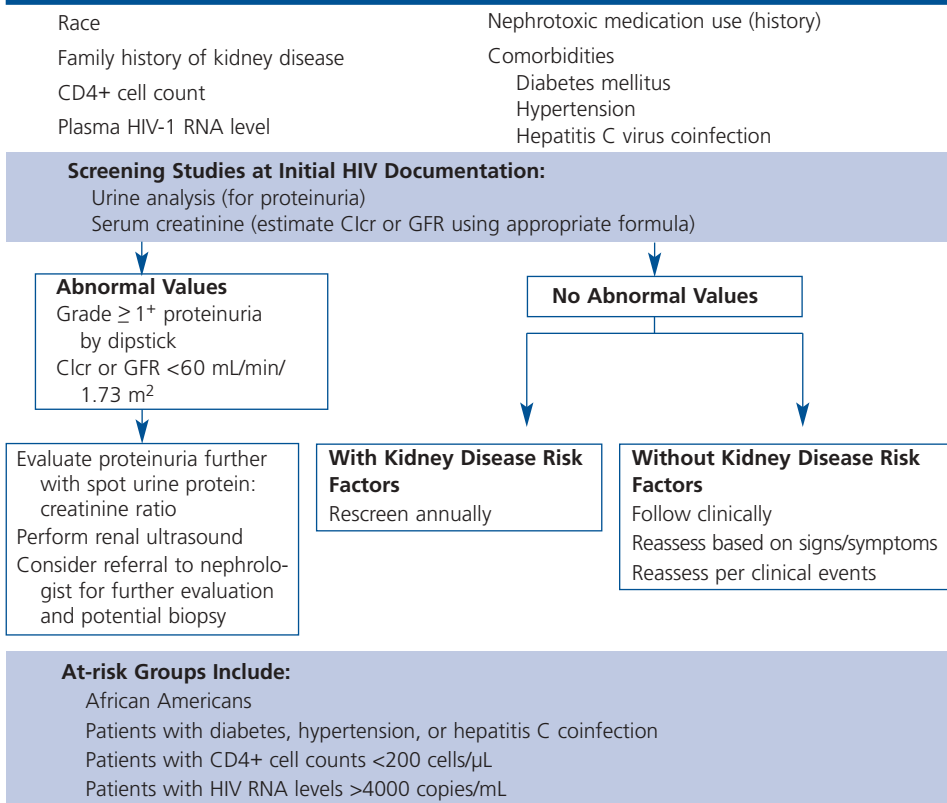 Race
Family history of kidney disease
CD4+ cell count
Plasma HIV-1 RNA level
Nephrotoxic medication use (history)
Comorbidities
Diabetes mellitus
Hypertension
Hepatitis C virus coinfection
Screening Studies at Initial HIV Documentation:
Urine analysis (for proteinuria)
Serum creatinine (estimate Clcr or GFR using appropriate formula)
Abnormal Values
Grade ≥ 1⁺ proteinuria
by dipstick
Clcr or GFR <60 mL/min/
1.73 m²
No Abnormal Values
Evaluate proteinuria further
with spot urine protein:
creatinine ratio
Perform renal ultrasound
Consider referral to nephrolo-
gist for further evaluation
and potential biopsy
With Kidney Disease Risk
Factors
Rescreen annually
Without Kidney Disease Risk
Factors
Follow clinically
Reassess based on signs/symptoms
Reassess per clinical events
At-risk Groups Include:
African Americans
Patients with diabetes, hypertension, or hepatitis C coinfection
Patients with CD4+ cell counts <200 cells/µL
Patients with HIV RNA levels >4000 copies/mL